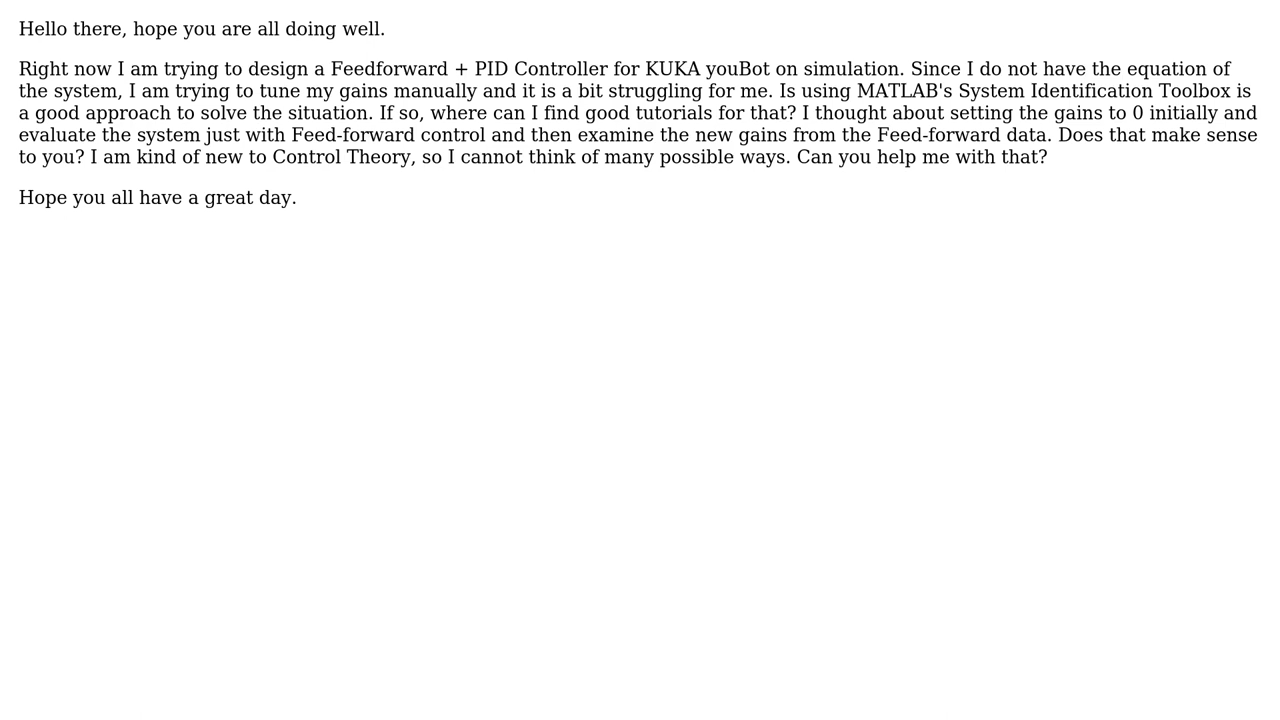 Hello there, hope you are all doing well.
Right now I am trying to design a Feedforward + PID Controller for KUKA youBot on simulation. Since I do not have the equation of
the system, I am trying to tune my gains manually and it is a bit struggling for me. Is using MATLAB's System Identification Toolbox is
a good approach to solve the situation. If so, where can I find good tutorials for that? I thought about setting the gains to 0 initially and
evaluate the system just with Feed-forward control and then examine the new gains from the Feed-forward data. Does that make sense
to you? I am kind of new to Control Theory, so I cannot think of many possible ways. Can you help me with that?
Hope you all have a great day.